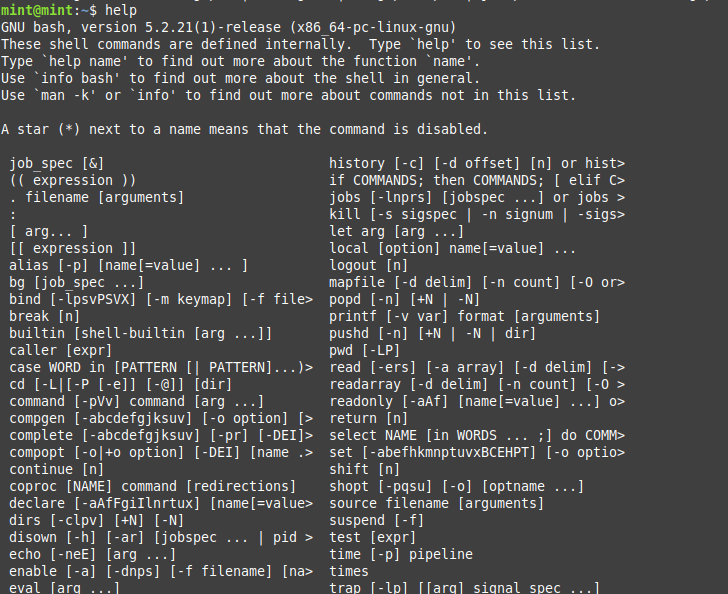 mint@mint:~$ help
GNU bash, version 5.2.21(1)-release (x86_64-pc-linux-gnu)
These shell commands are defined internally.  Type `help' to see this list.
Type `help name' to find out more about the function `name'.
Use `info bash' to find out more about the shell in general.
Use `man -k' or `info' to find out more about commands not in this list.

A star (*) next to a name means that the command is disabled.

 job_spec [&]                            history [-c] [-d offset] [n] or hist>
 (( expression ))                        if COMMANDS; then COMMANDS; [ elif C>
 . filename [arguments]                  jobs [-lnprs] [jobspec ...] or jobs >
 :                                       kill [-s sigspec | -n signum | -sigs>
 [ arg... ]                              let arg [arg ...]
 [[ expression ]]                        local [option] name[=value] ...
 alias [-p] [name[=value] ... ]          logout [n]
 bg [job_spec ...]                       mapfile [-d delim] [-n count] [-O or>
 bind [-lpsvPSVX] [-m keymap] [-f file>  popd [-n] [+N | -N]
 break [n]                               printf [-v var] format [arguments]
 builtin [shell-builtin [arg ...]]       pushd [-n] [+N | -N | dir]
 caller [expr]                           pwd [-LP]
 case WORD in [PATTERN [| PATTERN]...)>  read [-ers] [-a array] [-d delim] [->
 cd [-L|[-P [-e]] [-@]] [dir]            readarray [-d delim] [-n count] [-O >
 command [-pVv] command [arg ...]        readonly [-aAf] [name[=value] ...] o>
 compgen [-abcdefgjksuv] [-o option] [>  return [n]
 complete [-abcdefgjksuv] [-pr] [-DEI]>  select NAME [in WORDS ... ;] do COMM>
 compopt [-o|+o option] [-DEI] [name .>  set [-abefhkmnptuvxBCEHPT] [-o optio>
 continue [n]                            shift [n]
 coproc [NAME] command [redirections]    shopt [-pqsu] [-o] [optname ...]
 declare [-aAfFgiIlnrtux] [name[=value>  source filename [arguments]
 dirs [-clpv] [+N] [-N]                  suspend [-f]
 disown [-h] [-ar] [jobspec ... | pid >  test [expr]
 echo [-neE] [arg ...]                   time [-p] pipeline
 enable [-a] [-dnps] [-f filename] [na>  times
 eval [arg ...]                          trap [-lp] [[arg] signal_spec ...]